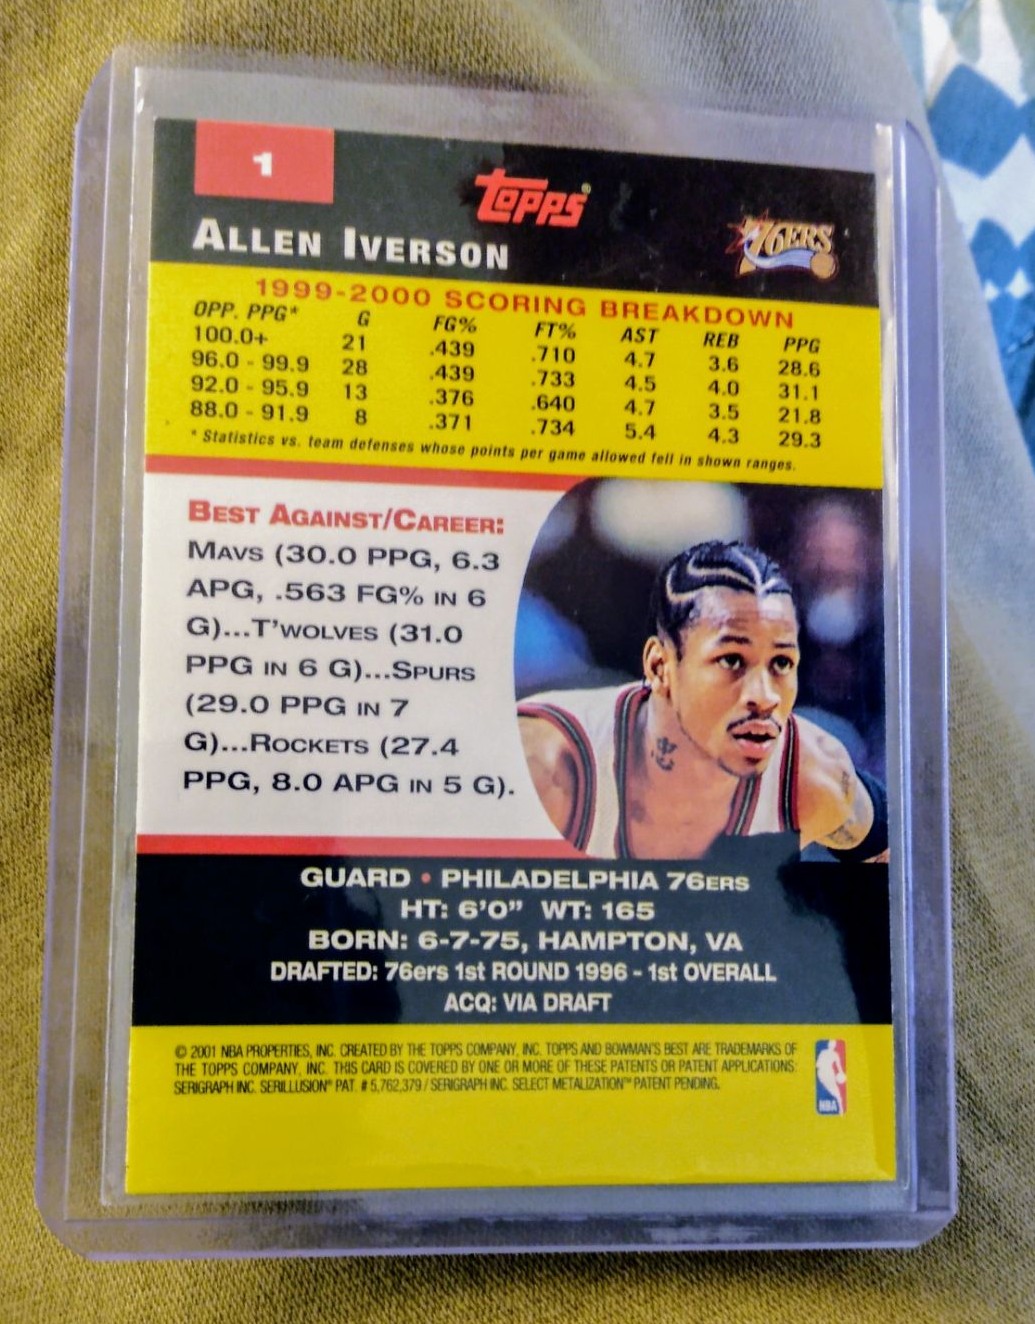 1
TOPPS®
76ERS
ALLEN IVERSON
1999-2000 SCORING BREAKDOWN
OPP. PPG* G FG% FT% AST REB PPG
100.0+ 21 .439 .710 4.7 3.6 28.6
96.0 - 99.9 28 .439 .733 4.5 4.0 31.1
92.0 - 95.9 13 .376 .640 4.7 3.5 21.8
88.0 - 91.9 8 .371 .734 5.4 4.3 29.3
* Statistics vs. team defenses whose points per game allowed fell in shown ranges.
BEST AGAINST/CAREER:
MAVS (30.0 PPG, 6.3
APG, .563 FG% IN 6
G)...T'WOLVES (31.0
PPG IN 6 G)...SPURS
(29.0 PPG IN 7
G)...ROCKETS (27.4
PPG, 8.0 APG IN 5 G).
GUARD • PHILADELPHIA 76ERS
HT: 6'0" WT: 165
BORN: 6-7-75, HAMPTON, VA
DRAFTED: 76ers 1st ROUND 1996 - 1st OVERALL
ACQ: VIA DRAFT
© 2001 NBA PROPERTIES, INC. CREATED BY THE TOPPS COMPANY, INC. TOPPS AND BOWMAN'S BEST ARE TRADEMARKS OF
THE TOPPS COMPANY, INC. THIS CARD IS COVERED BY ONE OR MORE OF THESE PATENTS OR PATENT APPLICATIONS:
SERIGRAPH INC. SERILLUSION® PAT. # 5,762,379 / SERIGRAPH INC. SELECT METALIZATION™ PATENT PENDING.
NBA